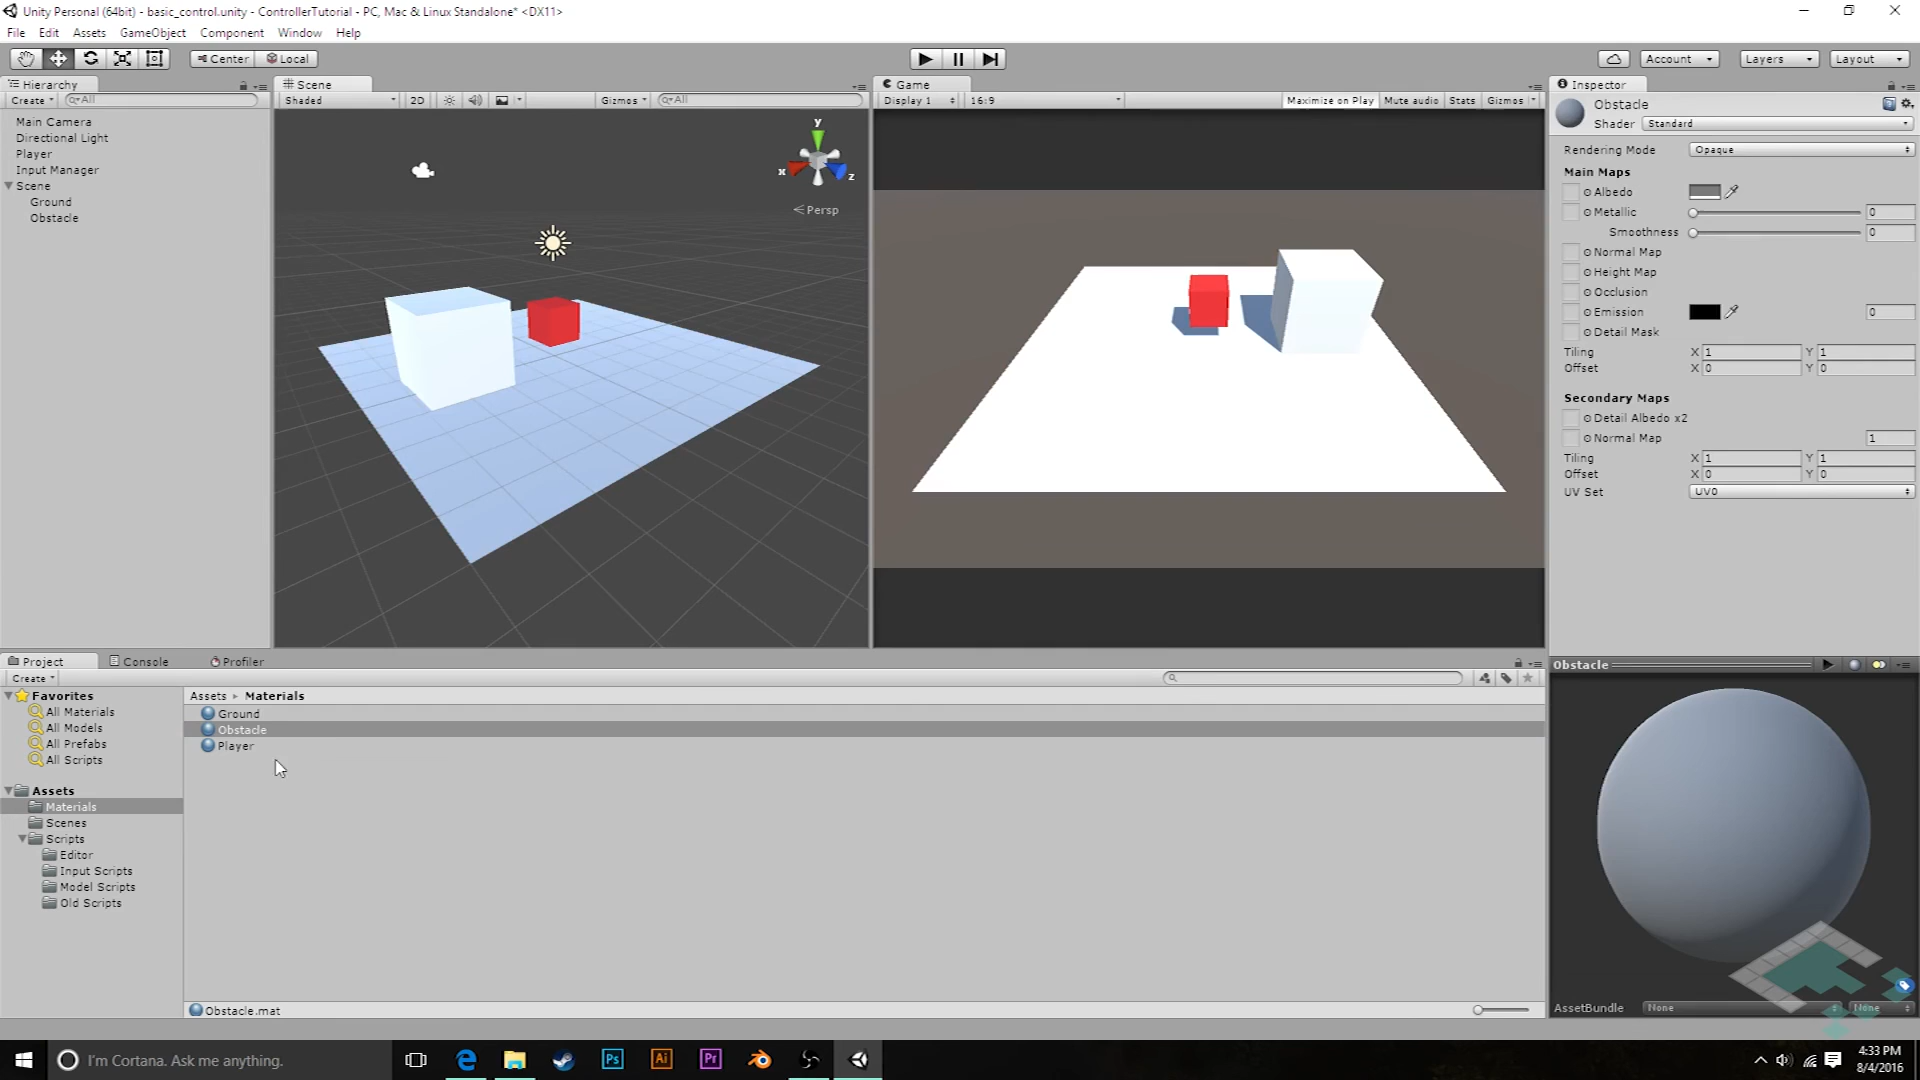 Unity Personal (64bit) - basic_control.unity - ControllerTutorial - PC, Mac & Linux Standalone* <DX11>
File Edit Assets GameObject Component Window Help
Center Local
Account Layers Layout
Hierarchy
Create All
Main Camera
Directional Light
Player
Input Manager
Scene
Ground
Obstacle
Scene
Shaded 2D Gizmos All
y
x
z
Persp
Game
Display 1 16:9 Maximize on Play Mute audio Stats Gizmos
Inspector
Obstacle
Shader Standard
Rendering Mode Opaque
Main Maps
Albedo
Metallic 0
Smoothness 0
Normal Map
Height Map
Occlusion
Emission 0
Detail Mask
Tiling X 1 Y 1
Offset X 0 Y 0
Secondary Maps
Detail Albedo x2
Normal Map 1
Tiling X 1 Y 1
Offset X 0 Y 0
UV Set UV0
Project Console Profiler
Create
Favorites
All Materials
All Models
All Prefabs
All Scripts
Assets
Materials
Scenes
Scripts
Editor
Input Scripts
Model Scripts
Old Scripts
Assets Materials
Ground
Obstacle
Player
Obstacle.mat
Obstacle
AssetBundle None None
I'm Cortana. Ask me anything.
Ps Ai Pr
4:33 PM
8/4/2016